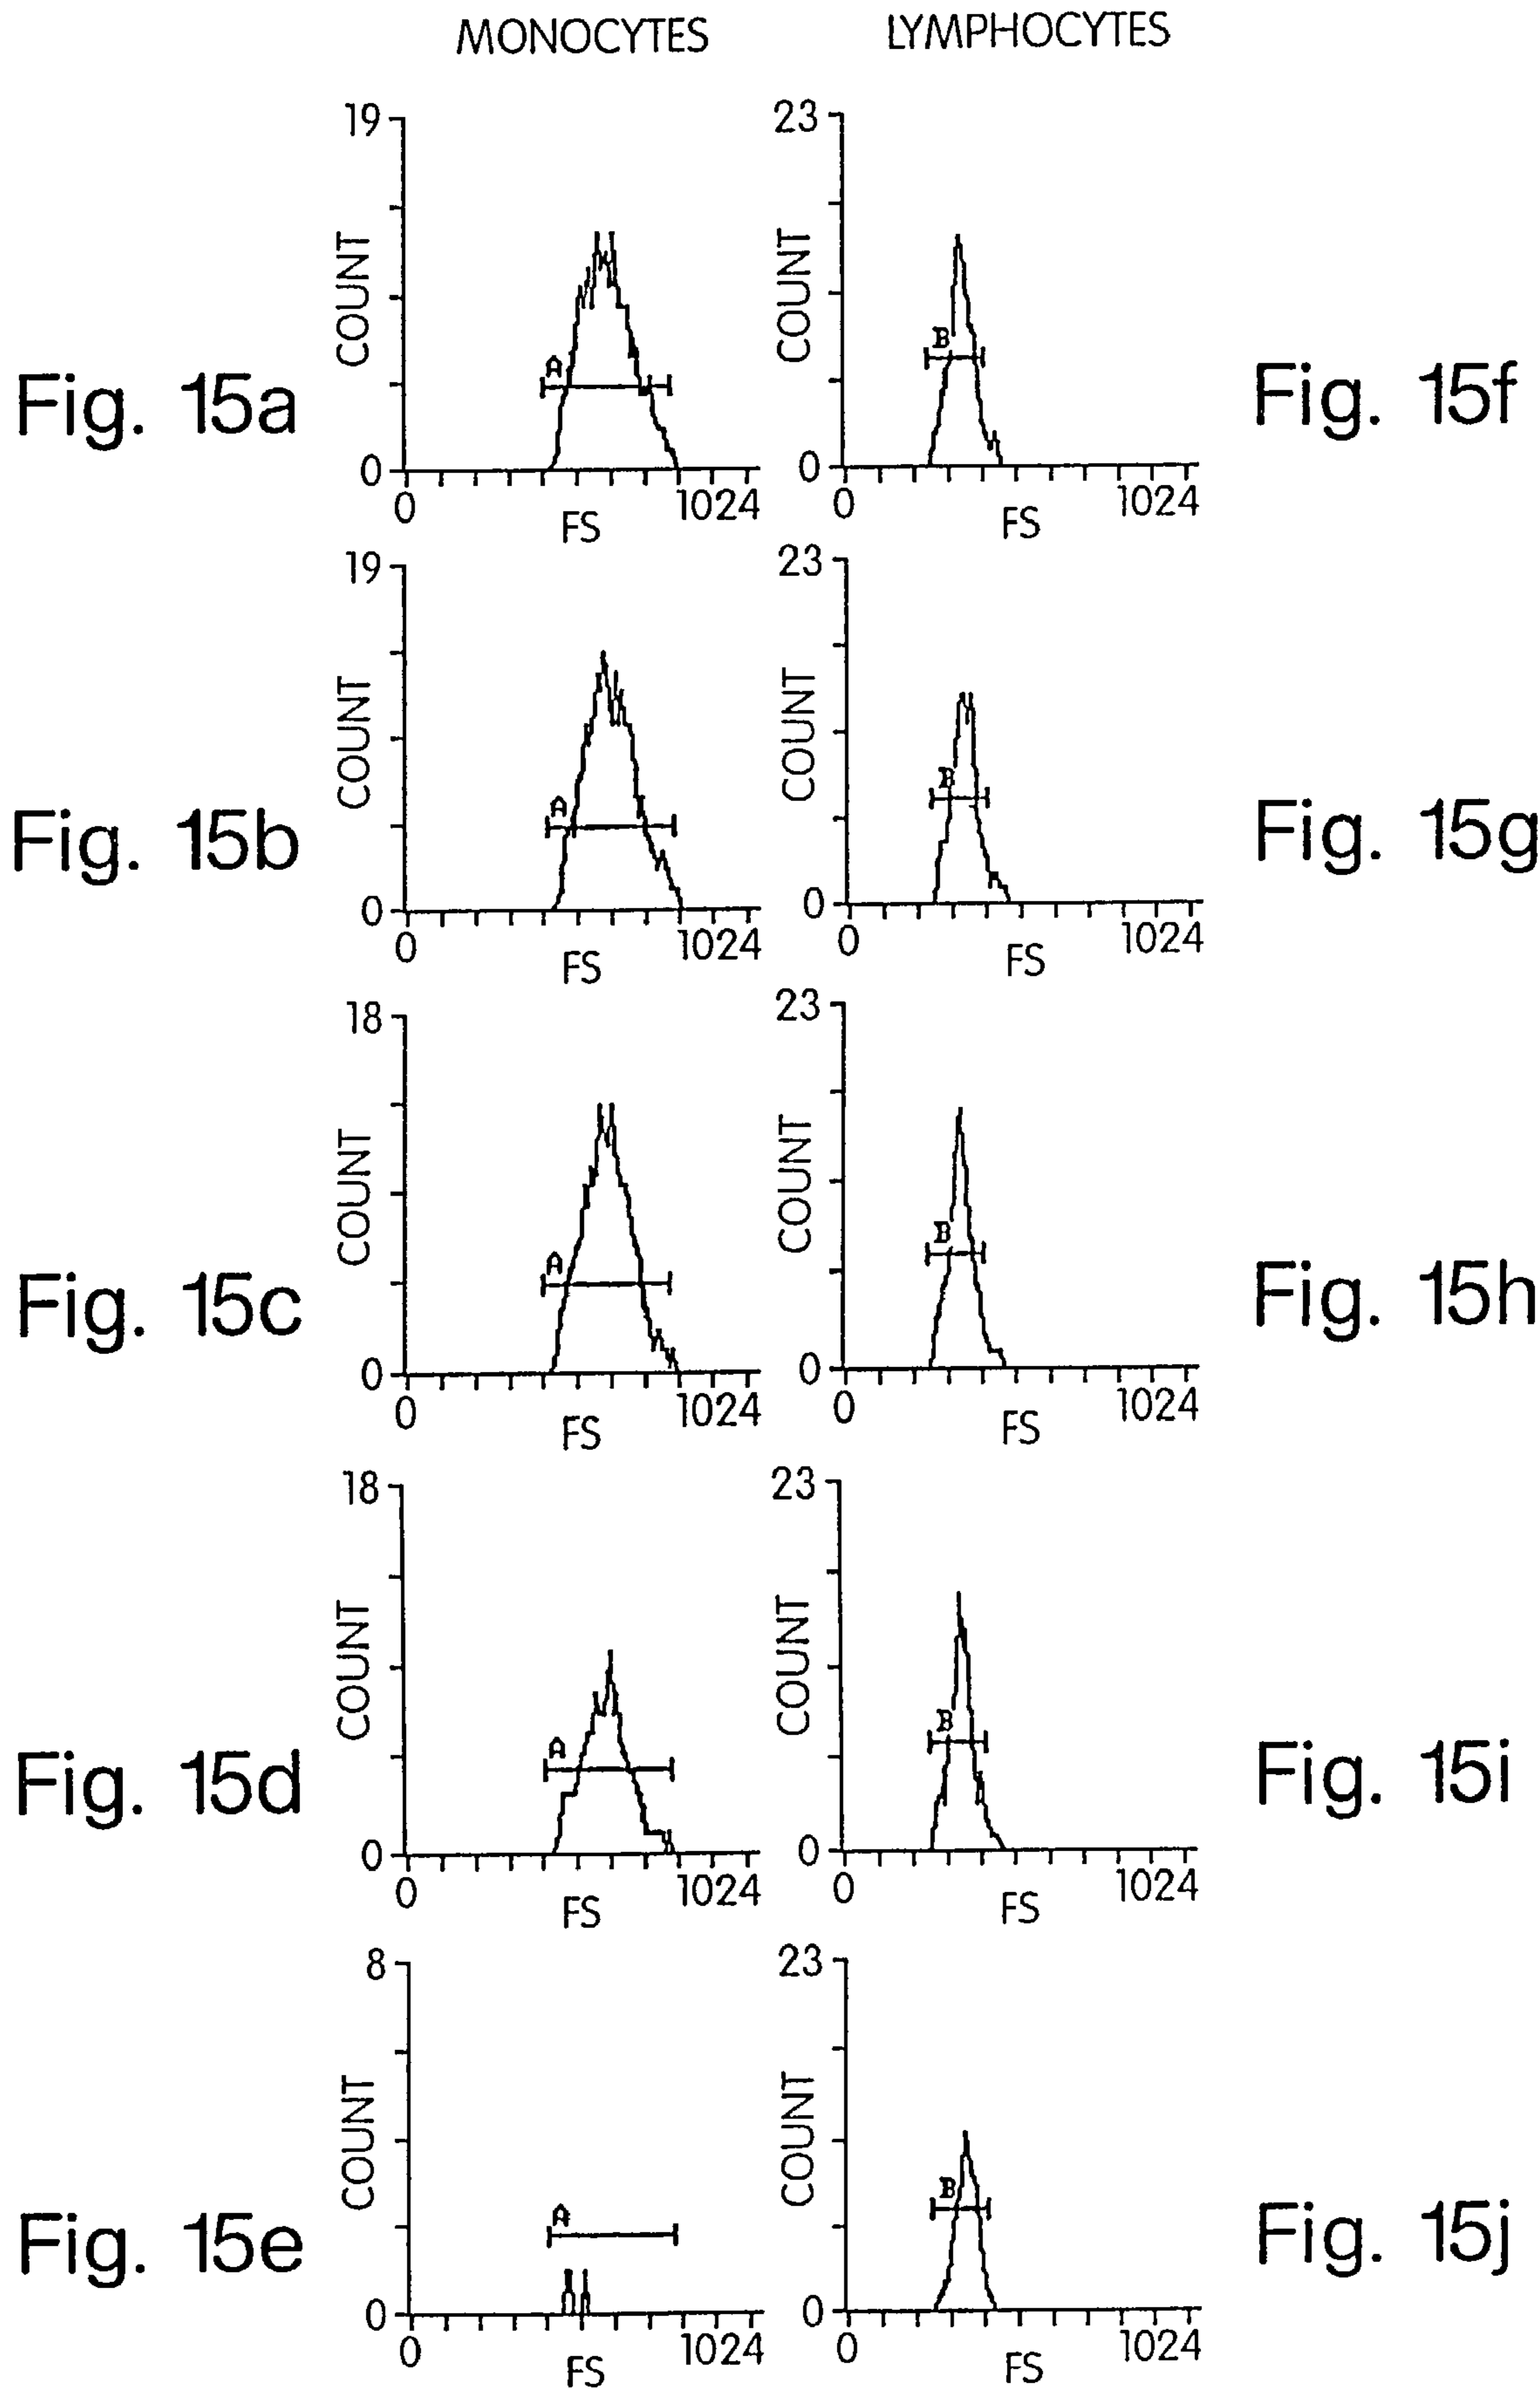 MONOCYTES LYMPHOCYTES
19 23
COUNT COUNT
A B
Fig. 15a Fig. 15f
0 0
0 1024 0 1024
FS FS
19 23
COUNT COUNT
A B
Fig. 15b Fig. 15g
0 0
0 1024 0 1024
FS FS
18 23
COUNT COUNT
A B
Fig. 15c Fig. 15h
0 0
0 1024 0 1024
FS FS
18 23
COUNT COUNT
A B
Fig. 15d Fig. 15i
0 0
0 1024 0 1024
FS FS
8 23
COUNT COUNT
A B
Fig. 15e Fig. 15j
0 0
0 1024 0 1024
FS FS